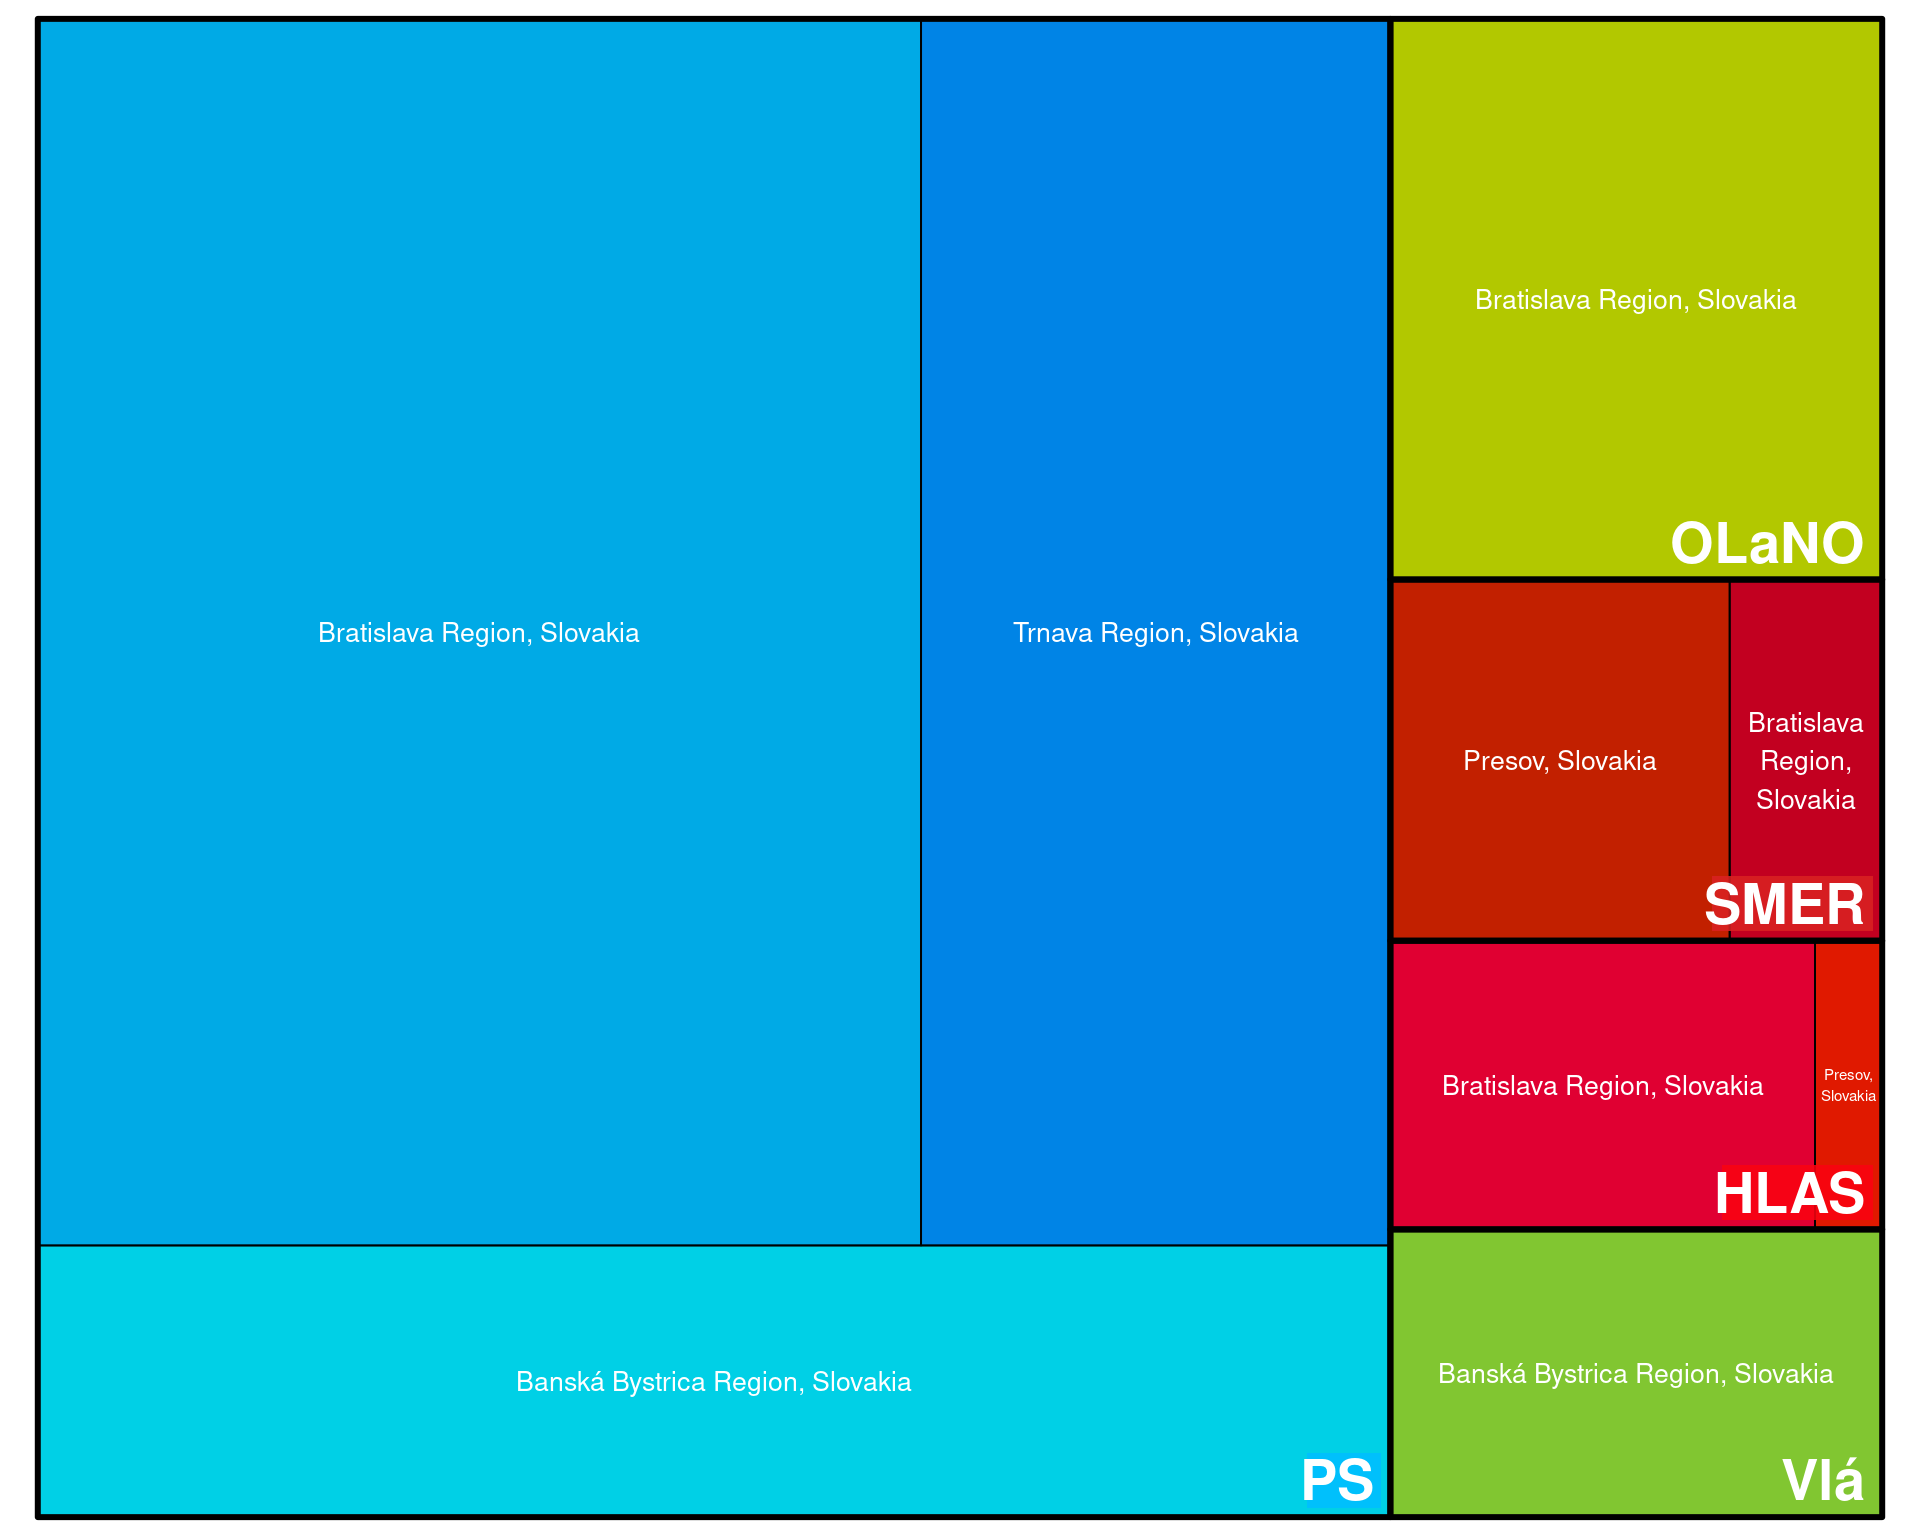 Bratislava Region, Slovakia
Trnava Region, Slovakia
Banská Bystrica Region, Slovakia
PS
Bratislava Region, Slovakia
OLaNO
Presov, Slovakia
Bratislava
Region,
Slovakia
SMER
Bratislava Region, Slovakia
Presov,
Slovakia
HLAS
Banská Bystrica Region, Slovakia
Vlá